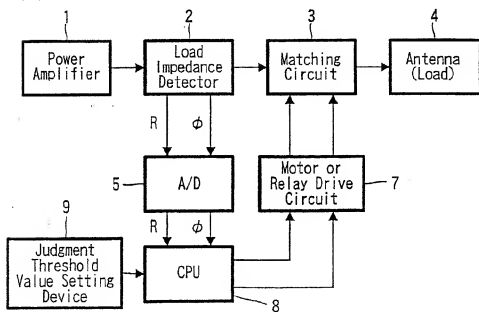 1
2
3
4
Power
Amplifier
Load
Impedance
Detector
Matching
Circuit
Antenna
(Load)
R
ϕ
5
A/D
Motor or
Relay Drive
Circuit
7
R
ϕ
9
Judgment
Threshold
Value Setting
Device
CPU
8